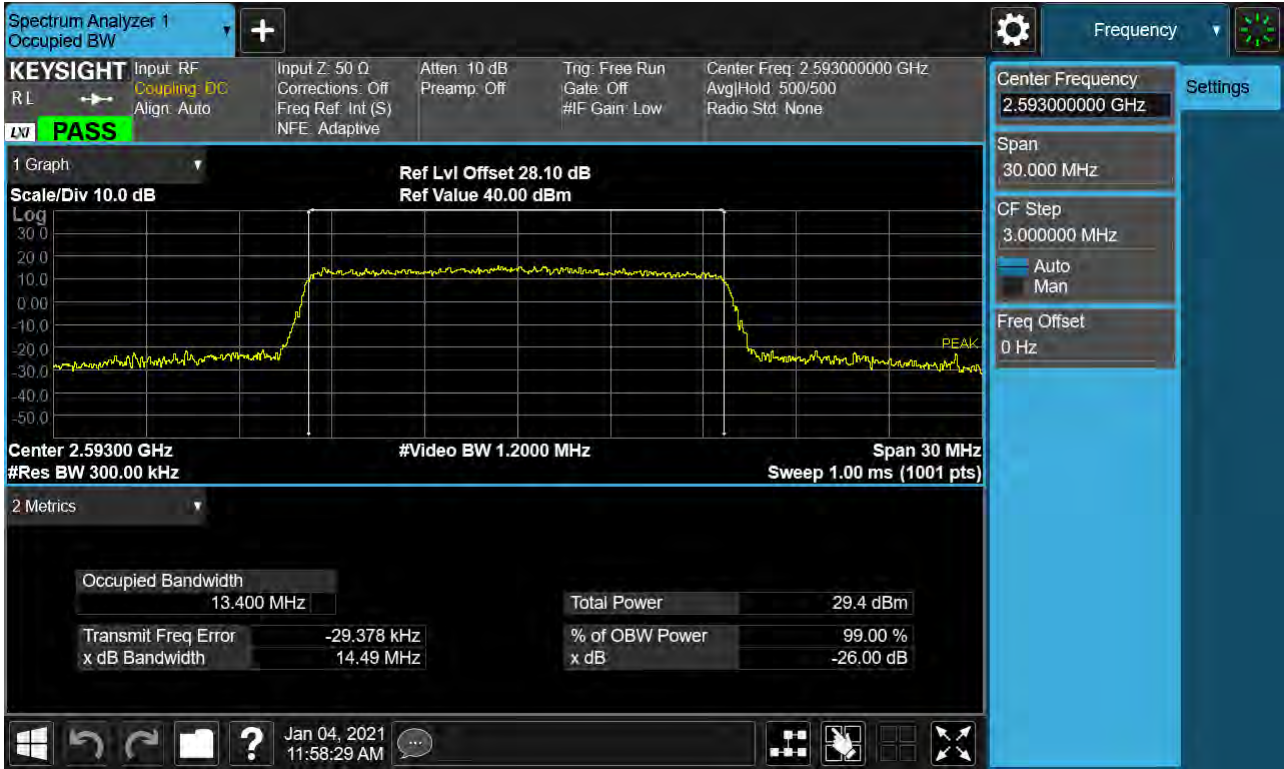 Spectrum Analyzer 1
Occupied BW
Frequency
KEYSIGHT
R L
LXI
PASS
Input: RF
Coupling: DC
Align: Auto
Input Z: 50 Ω
Corrections: Off
Freq Ref: Int (S)
NFE: Adaptive
Atten: 10 dB
Preamp: Off
Trig: Free Run
Gate: Off
#IF Gain: Low
Center Freq: 2.593000000 GHz
Avg|Hold: 500/500
Radio Std: None
Center Frequency
2.593000000 GHz
Settings
Span
30.000 MHz
CF Step
3.000000 MHz
Auto
Man
Freq Offset
0 Hz
1 Graph
Scale/Div 10.0 dB
Ref Lvl Offset 28.10 dB
Ref Value 40.00 dBm
Log
30.0
20.0
10.0
0.00
-10.0
-20.0
-30.0
-40.0
-50.0
PEAK
Center 2.59300 GHz
#Video BW 1.2000 MHz
Span 30 MHz
#Res BW 300.00 kHz
Sweep 1.00 ms (1001 pts)
2 Metrics
Occupied Bandwidth
13.400 MHz
Total Power 29.4 dBm
Transmit Freq Error -29.378 kHz
% of OBW Power 99.00 %
x dB Bandwidth 14.49 MHz
x dB -26.00 dB
?
Jan 04, 2021
11:58:29 AM